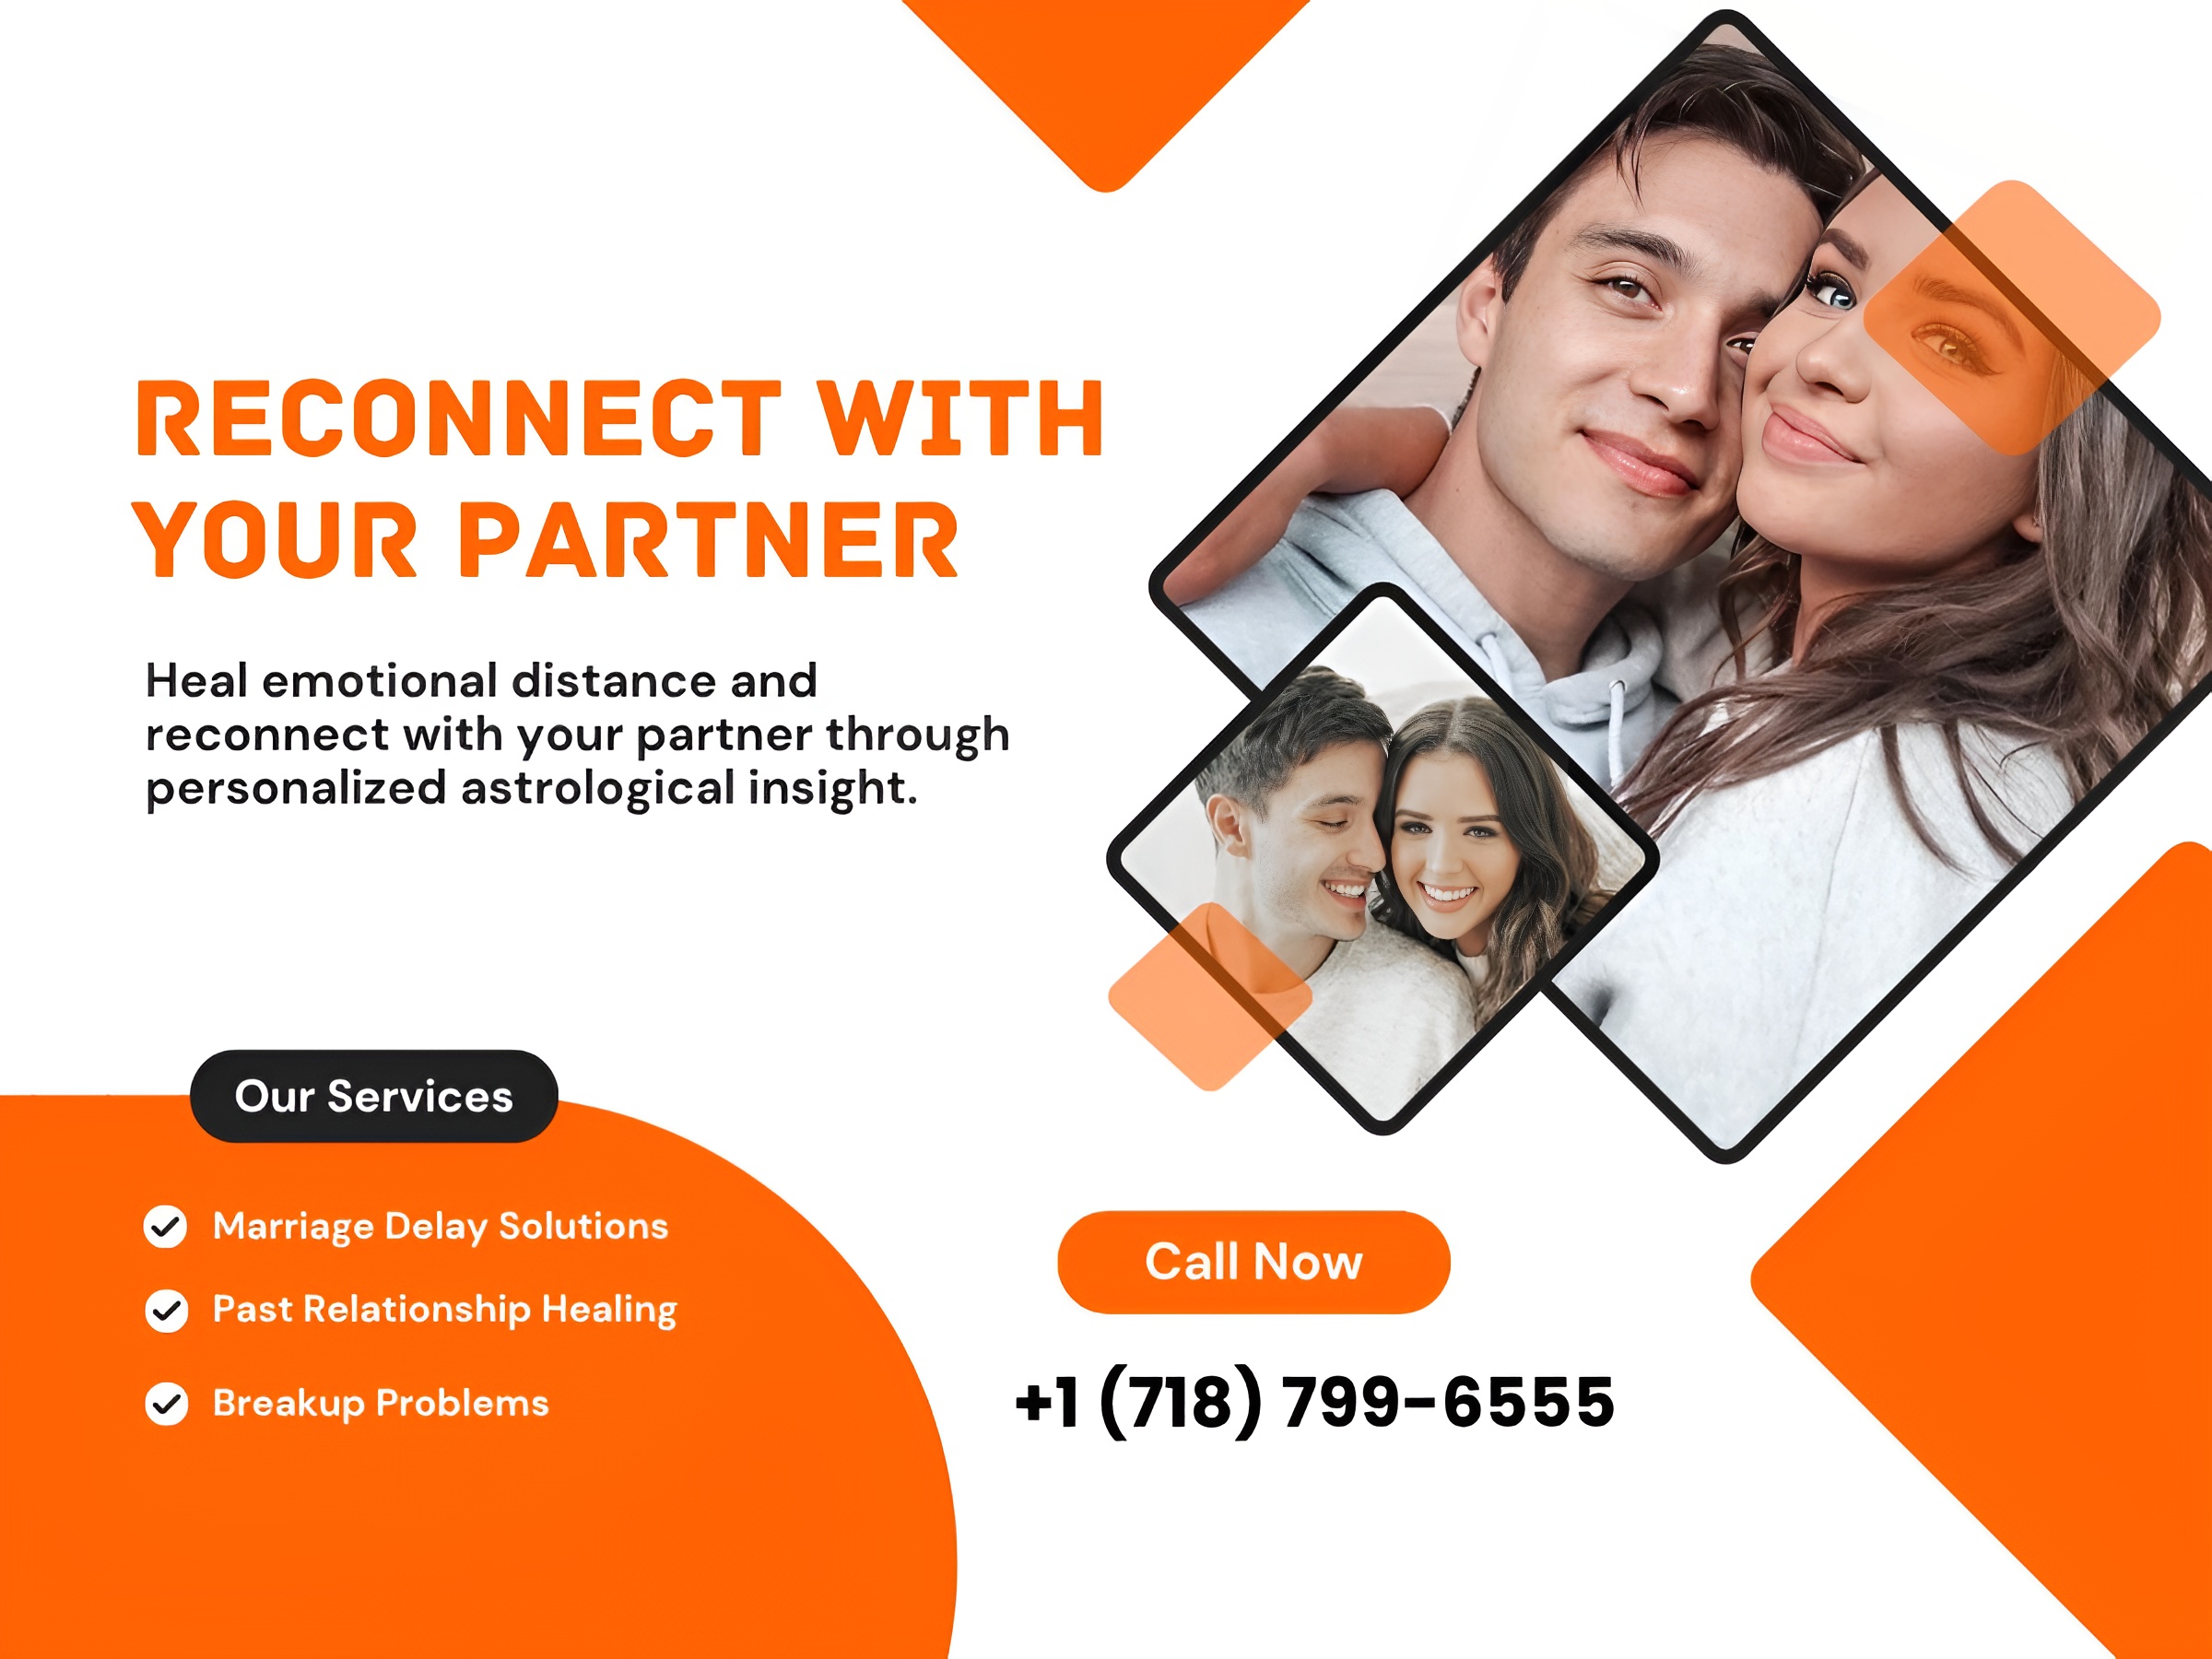 RECONNECT WITH
YOUR PARTNER
Heal emotional distance and
reconnect with your partner through
personalized astrological insight.
Our Services
Marriage Delay Solutions
Past Relationship Healing
Breakup Problems
Call Now
+1 (718) 799-6555